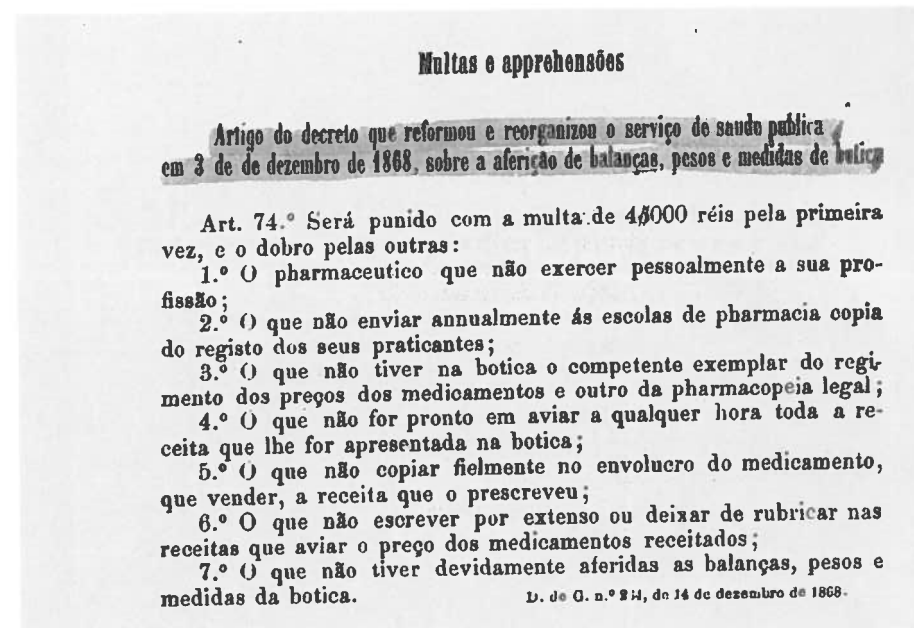 Multas e apprehensões
Artigo do decreto que reformou e reorganizou o serviço de saude publica
em 3 de de dezembro de 1868, sobre a aferição de balanças, pesos e medidas de botica
Art. 74.º Será punido com a multa de 4$000 réis pela primeira
vez, e o dobro pelas outras:
1.º O pharmaceutico que não exercer pessoalmente a sua pro-
fissão;
2.º O que não enviar annualmente ás escolas de pharmacia copia
do registo dos seus praticantes;
3.º O que não tiver na botica o competente exemplar do regi-
mento dos preços dos medicamentos e outro da pharmacopeia legal;
4.º O que não for pronto em aviar a qualquer hora toda a re-
ceita que lhe for apresentada na botica;
5.º O que não copiar fielmente no envolucro do medicamento,
que vender, a receita que o prescreveu;
6.º O que não escrever por extenso ou deixar de rubricar nas
receitas que aviar o preço dos medicamentos receitados;
7.º O que não tiver devidamente aferidas as balanças, pesos e
medidas da botica. D. do G. n.º de 14 de dezembro de 1868.